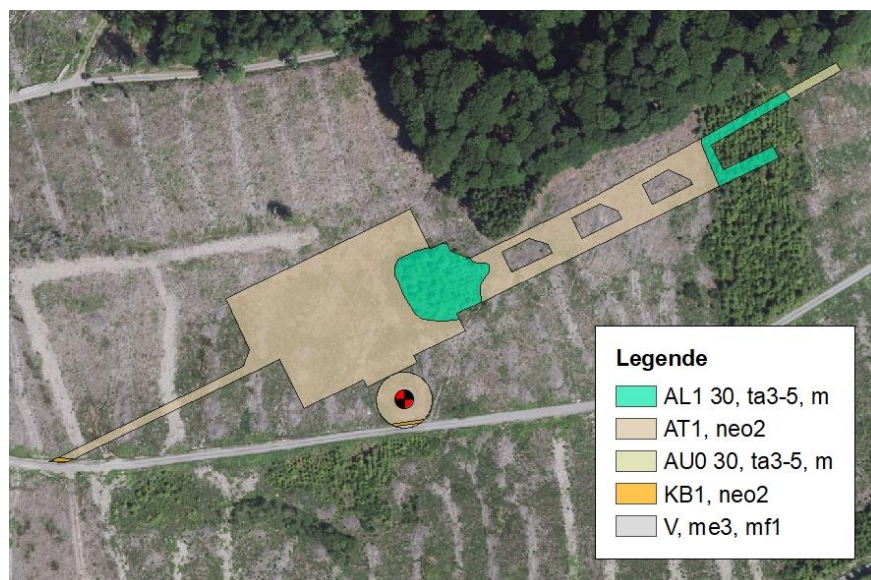 Legende
AL1 30, ta3-5, m
AT1, neo2
AU0 30, ta3-5, m
KB1, neo2
V, me3, mf1